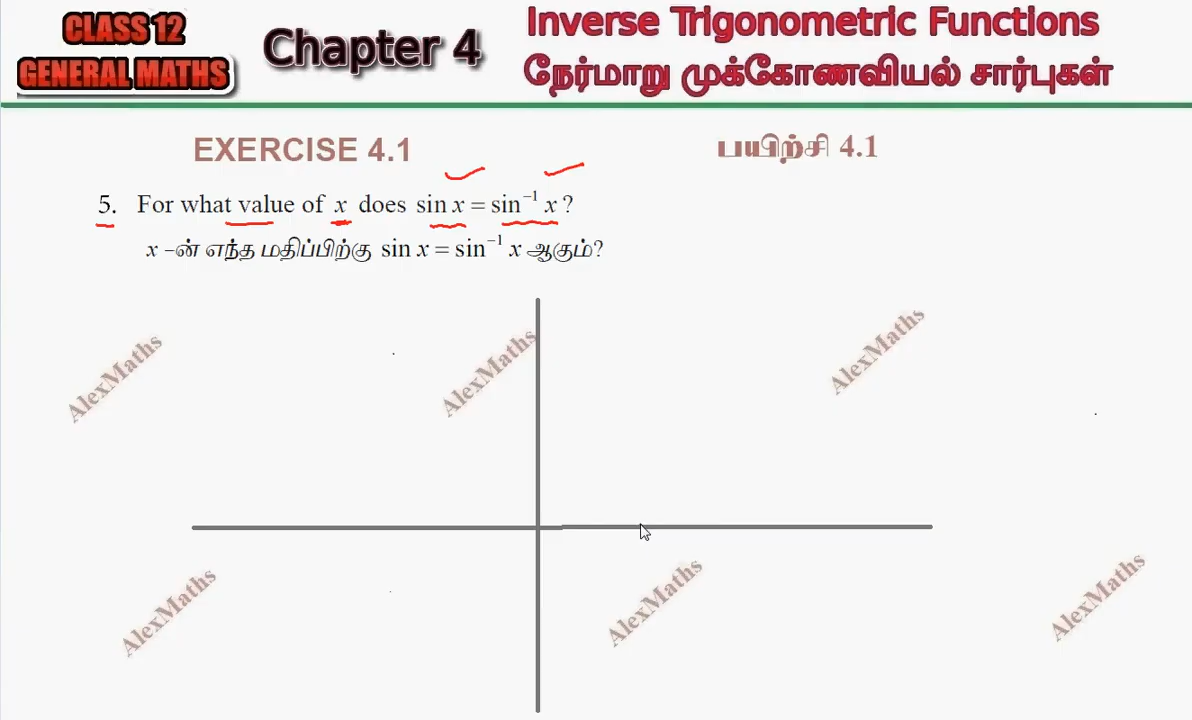 CLASS 12
GENERAL MATHS
Chapter 4
Inverse Trigonometric Functions
நேர்மாறு முக்கோணவியல் சார்புகள்
EXERCISE 4.1
பயிற்சி 4.1
5. For what value of x does sin x = sin⁻¹ x ?
x -ன் எந்த மதிப்பிற்கு sin x = sin⁻¹ x ஆகும்?
AlexMaths
AlexMaths
AlexMaths
AlexMaths
AlexMaths
AlexMaths